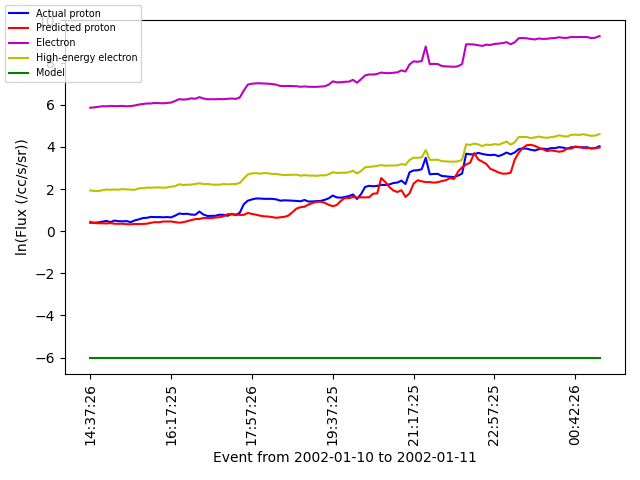 Actual proton
Predicted proton
Electron
High-energy electron
Model
6
4
2
0
−2
−4
−6
ln(Flux (/cc/s/sr))
14:37:26
16:17:25
17:57:26
19:37:25
21:17:25
22:57:25
00:42:26
Event from 2002-01-10 to 2002-01-11